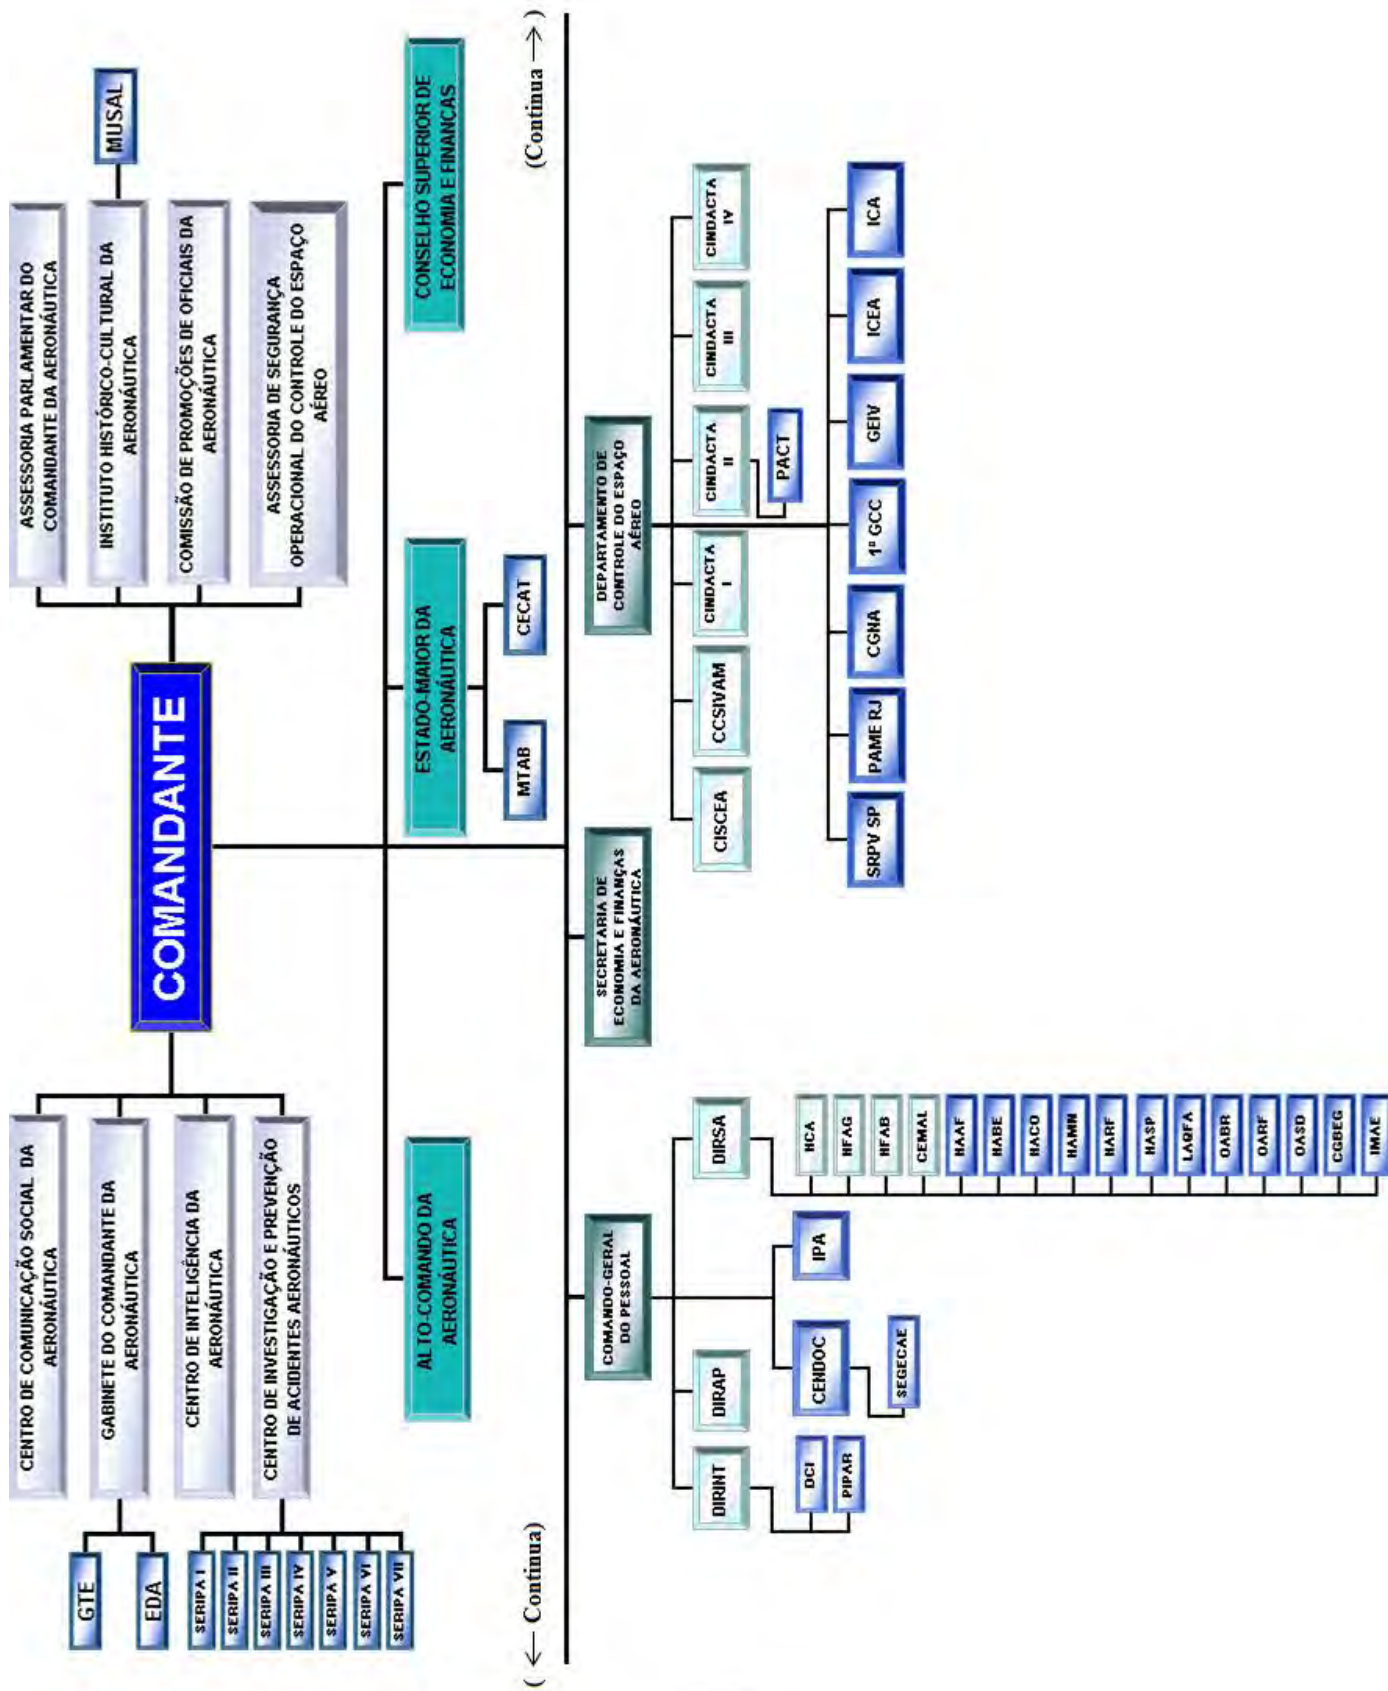 CENTRO DE COMUNICAÇÃO SOCIAL DA
AERONÁUTICA
GABINETE DO COMANDANTE DA
AERONÁUTICA
CENTRO DE INTELIGÊNCIA DA
AERONÁUTICA
CENTRO DE INVESTIGAÇÃO E PREVENÇÃO
DE ACIDENTES AERONÁUTICOS
GTE
EDA
SERIPA I
SERIPA II
SERIPA III
SERIPA IV
SERIPA V
SERIPA VI
SERIPA VII
COMANDANTE
ASSESSORIA PARLAMENTAR DO
COMANDANTE DA AERONÁUTICA
INSTITUTO HISTÓRICO-CULTURAL DA
AERONÁUTICA
COMISSÃO DE PROMOÇÕES DE OFICIAIS DA
AERONÁUTICA
ASSESSORIA DE SEGURANÇA
OPERACIONAL DO CONTROLE DO ESPAÇO
AÉREO
MUSAL
ALTO-COMANDO DA
AERONÁUTICA
ESTADO-MAIOR DA
AERONÁUTICA
CONSELHO SUPERIOR DE
ECONOMIA E FINANCAS
MTAB
CECAT
(← Continua)
(Continua →)
COMANDO-GERAL
DO PESSOAL
SECRETARIA DE
ECONOMIA E FINANÇAS
DA AERONÁUTICA
DEPARTAMENTO DE
CONTROLE DO ESPAÇO
AÉREO
DIRINT
DIRAP
DIRSA
CISCEA
CCSIVAM
CINDACTA
I
CINDACTA
II
CINDACTA
III
CINDACTA
IV
PACT
DCI
PIPAR
CENDOC
SEGECAE
IPA
HCA
HFAG
HFAB
CEMAL
HAAF
HABE
HACO
HAMN
HARF
HASP
LAQFA
OABR
OARF
OASD
CGBEG
IMAE
SRPV SP
PAME RJ
CGNA
1º GCC
GEIV
ICEA
ICA